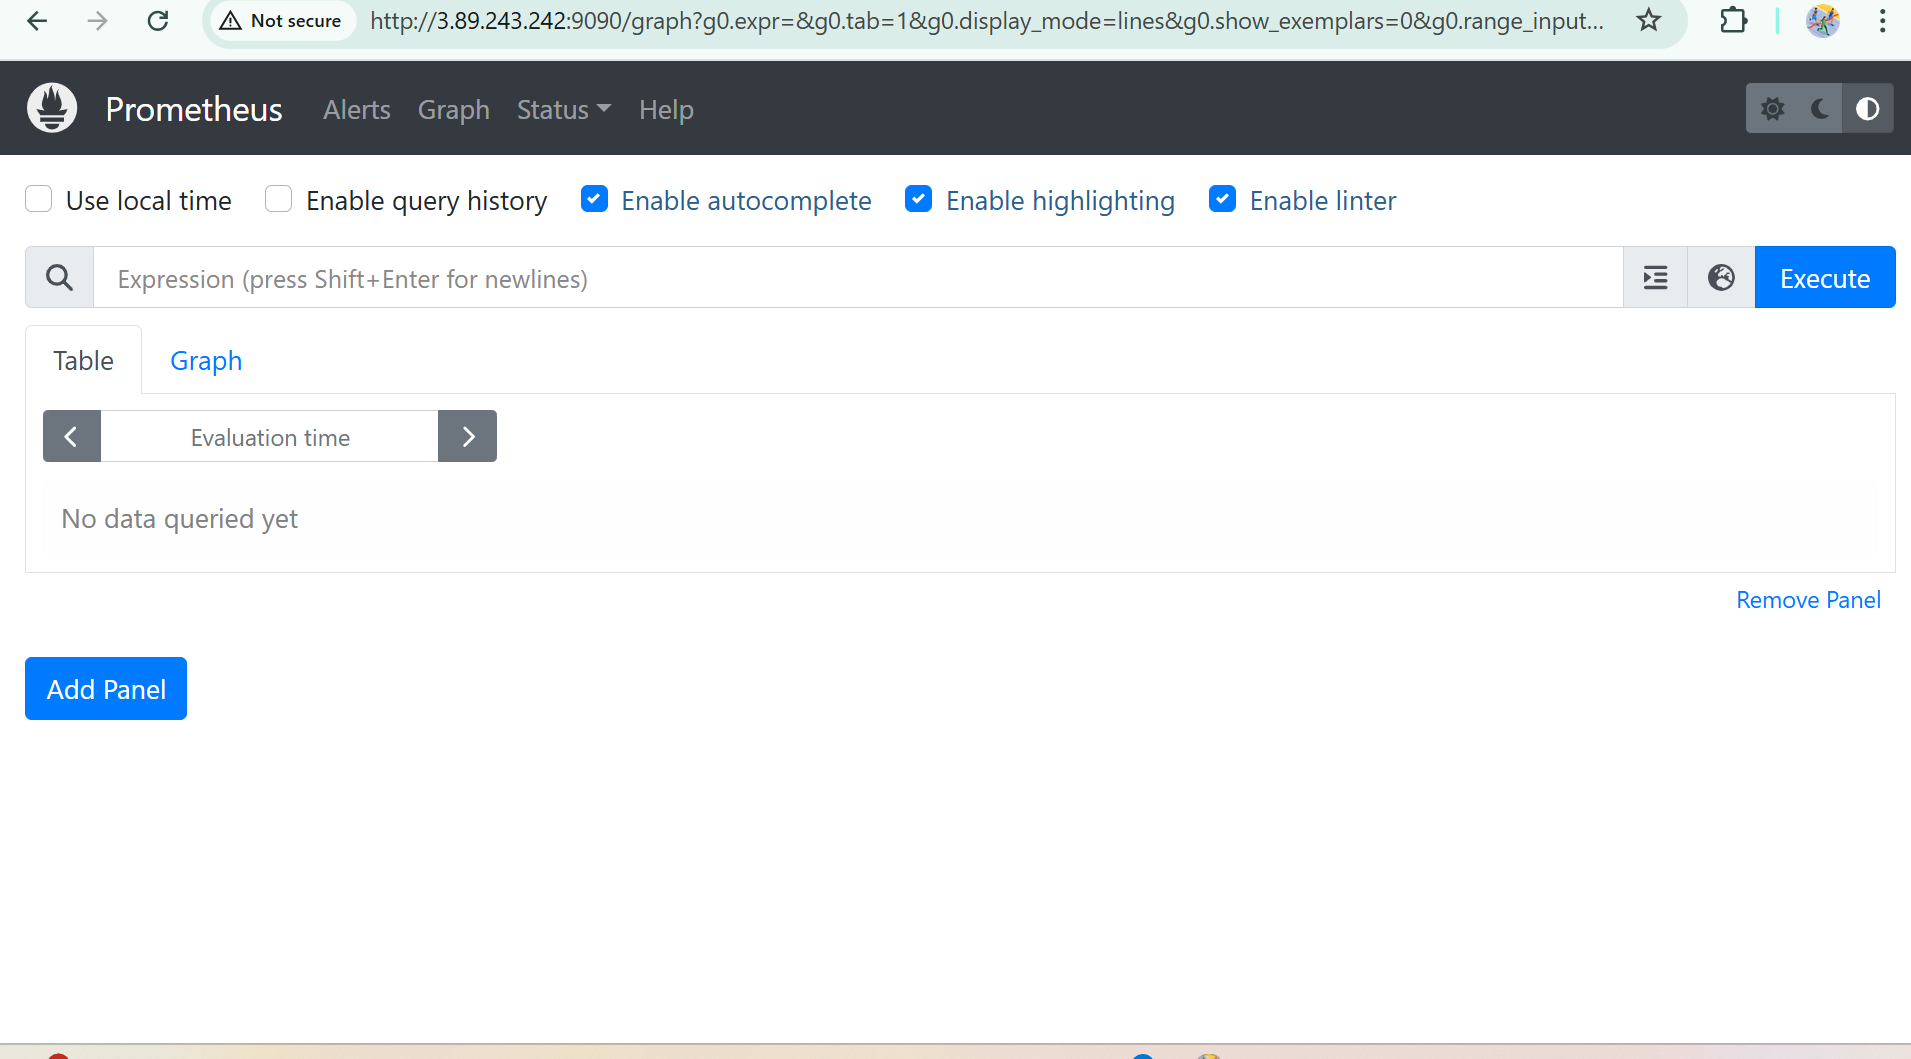 Not secure http://3.89.243.242:9090/graph?g0.expr=&g0.tab=1&g0.display_mode=lines&g0.show_exemplars=0&g0.range_input...
Prometheus Alerts Graph Status Help
Use local time Enable query history Enable autocomplete Enable highlighting Enable linter
Expression (press Shift+Enter for newlines) Execute
Table Graph
Evaluation time
No data queried yet
Remove Panel
Add Panel